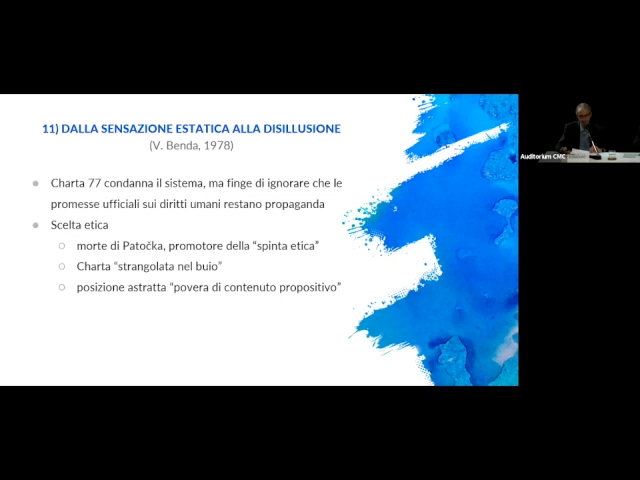 11) DALLA SENSAZIONE ESTATICA ALLA DISILLUSIONE
(V. Benda, 1978)
Charta 77 condanna il sistema, ma finge di ignorare che le
promesse ufficiali sui diritti umani restano propaganda
Scelta etica
morte di Patočka, promotore della “spinta etica”
Charta “strangolata nel buio”
posizione astratta “povera di contenuto propositivo”
Auditorium CMC